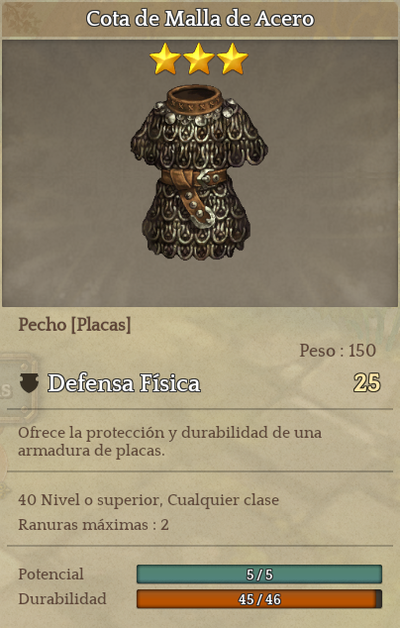 Cota de Malla de Acero
Pecho [Placas]
Peso : 150
Defensa Física 25
Ofrece la protección y durabilidad de una
armadura de placas.
40 Nivel o superior, Cualquier clase
Ranuras máximas : 2
Potencial 5/5
Durabilidad 45/46